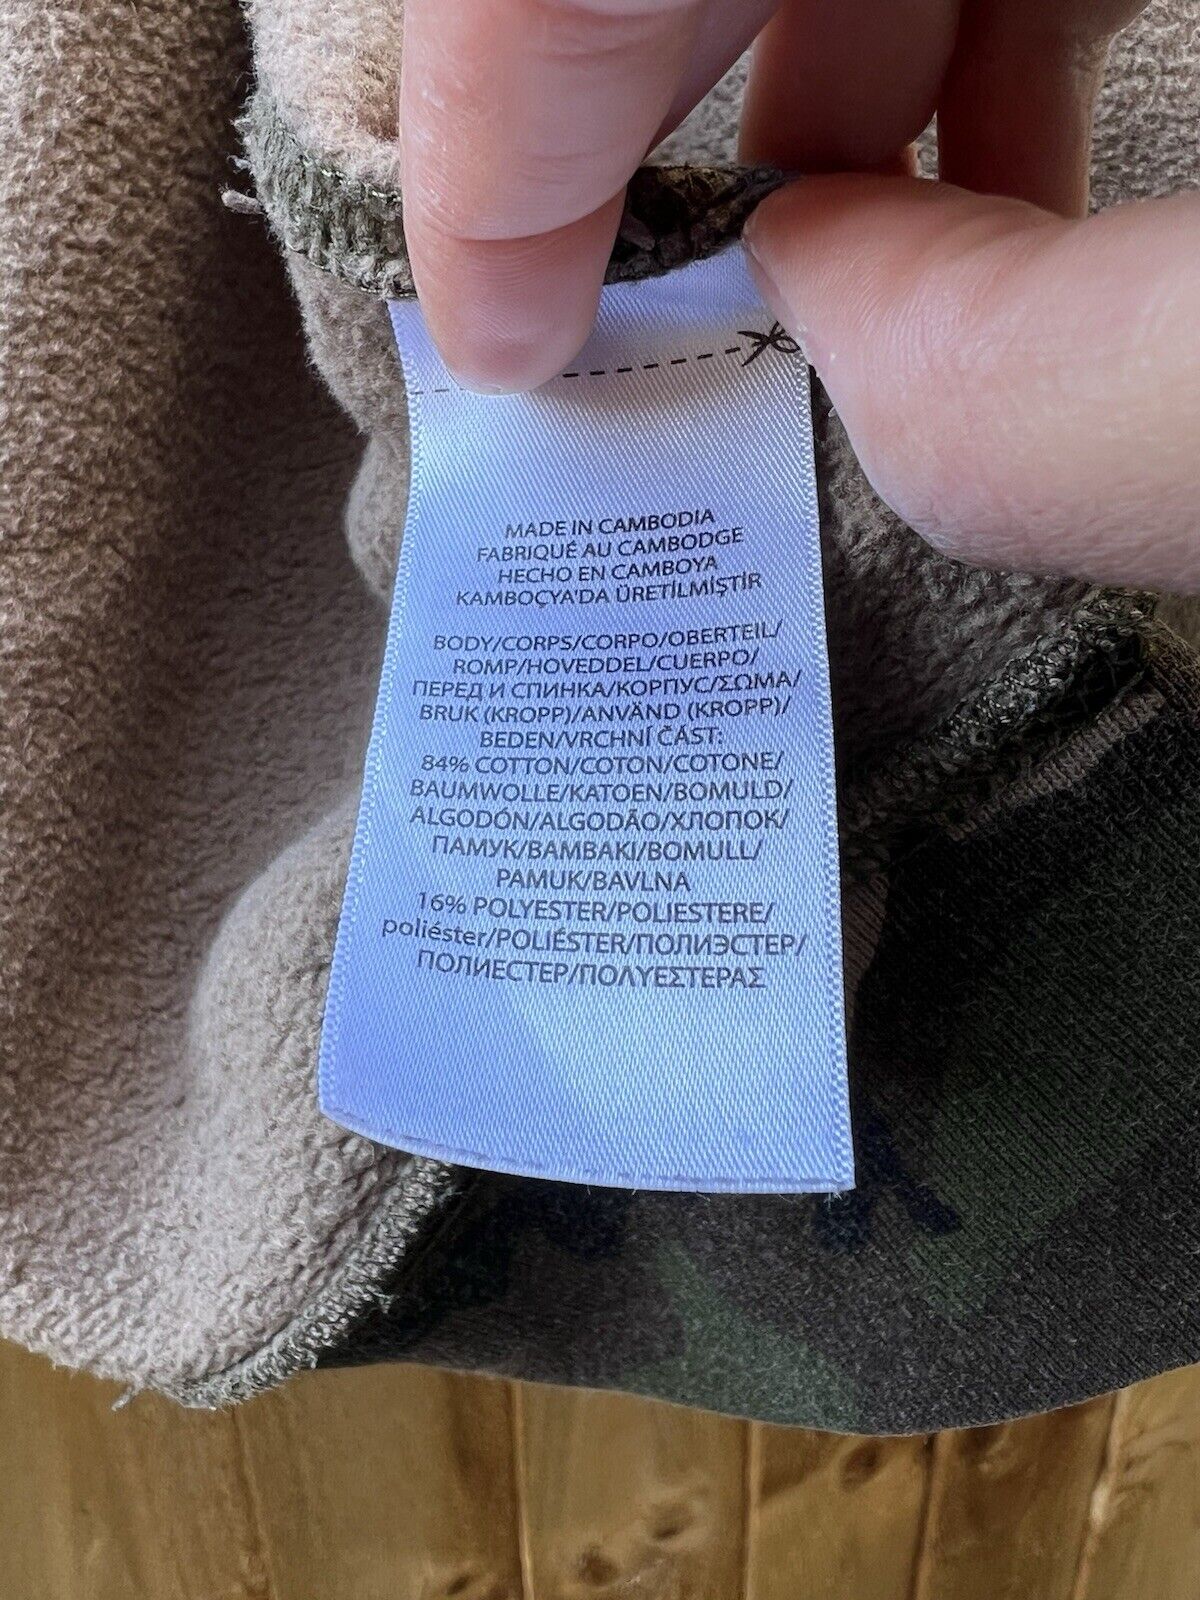 MADE IN CAMBODIA
FABRIQUÉ AU CAMBODGE
HECHO EN CAMBOYA
KAMBOÇYA'DA ÜRETİLMİŞTİR
BODY/CORPS/CORPO/OBERTEIL/
ROMP/HOVEDDEL/CUERPO/
ПЕРЕД И СПИНКА/КОРПУС/ΣΩΜΑ/
BRUK (KROPP)/ANVÄND (KROPP)/
BEDEN/VRCHNÍ ČÁST:
84% COTTON/COTON/COTONE/
BAUMWOLLE/KATOEN/BOMULD/
ALGODÓN/ALGODÃO/ХЛОПОК/
ПАМУК/ΒΑΜΒΑΚΙ/BOMULL/
PAMUK/BAVLNA
16% POLYESTER/POLIESTERE/
poliéster/POLIÉSTER/ПОЛИЭСТЕР/
ПОЛИЕСТЕР/ΠΟΛΥΕΣΤΕΡΑΣ